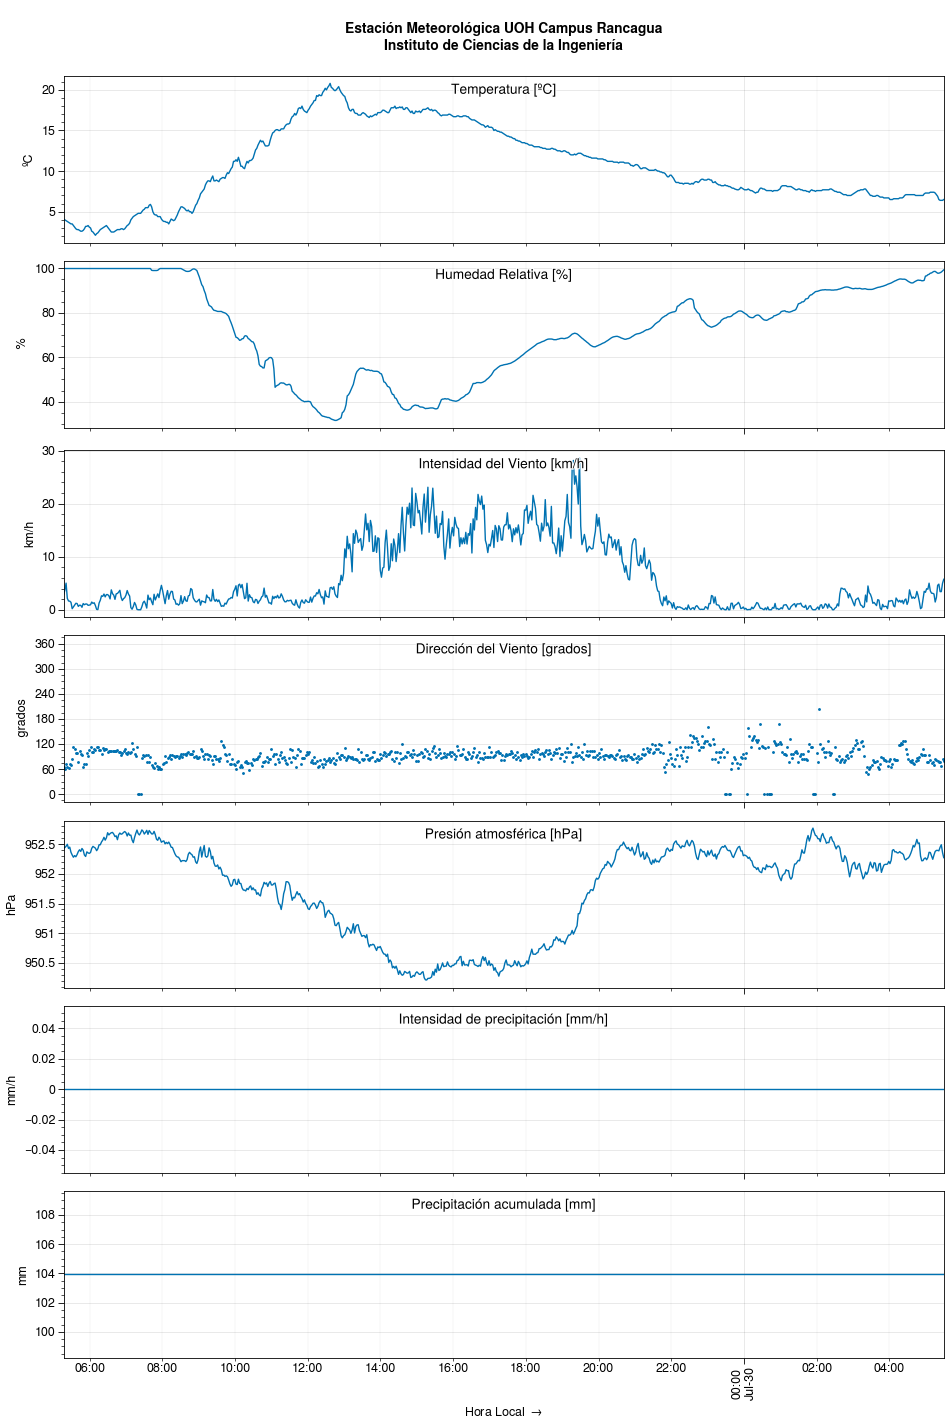 Estación Meteorológica UOH Campus Rancagua
Instituto de Ciencias de la Ingeniería
Temperatura [ºC]
20
15
10
5
ºC
Humedad Relativa [%]
100
80
60
40
%
Intensidad del Viento [km/h]
30
20
10
0
km/h
Dirección del Viento [grados]
360
300
240
180
120
60
0
grados
Presión atmosférica [hPa]
952.5
952
951.5
951
950.5
hPa
Intensidad de precipitación [mm/h]
0.04
0.02
0
−0.02
−0.04
mm/h
Precipitación acumulada [mm]
108
106
104
102
100
mm
06:00 08:00 10:00 12:00 14:00 16:00 18:00 20:00 22:00 00:00 02:00 04:00
Jul-30
Hora Local →